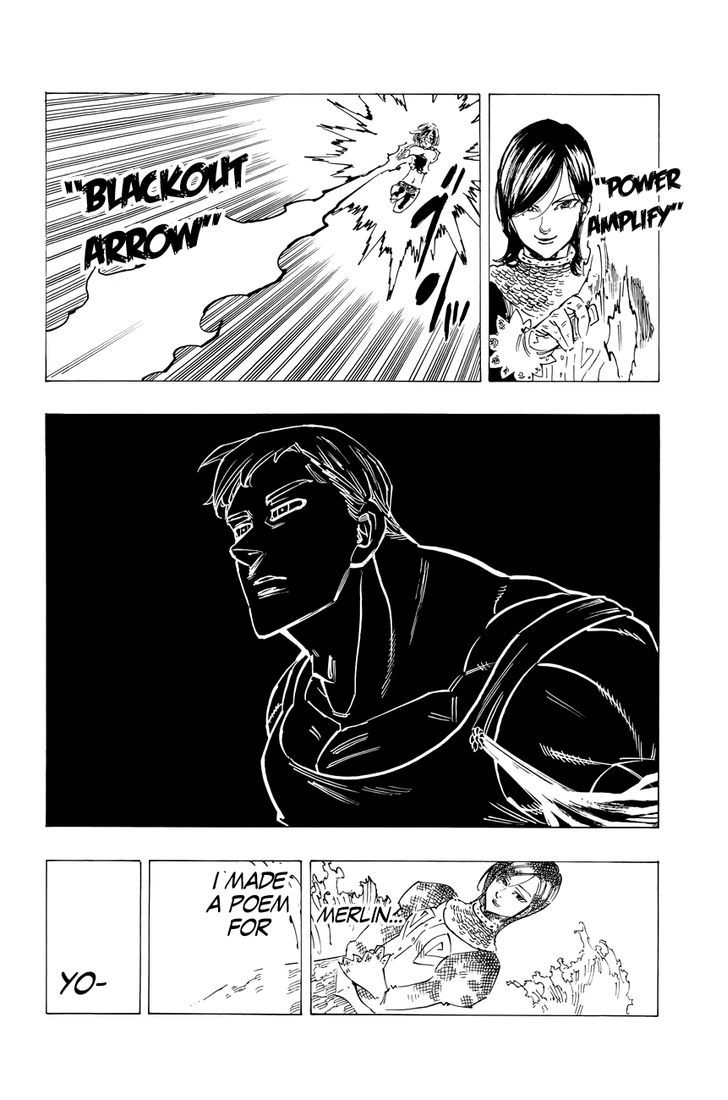 "POWER
AMPLIFY"
"BLACKOUT
ARROW"
MERLIN...
I MADE
A POEM
FOR
YO-